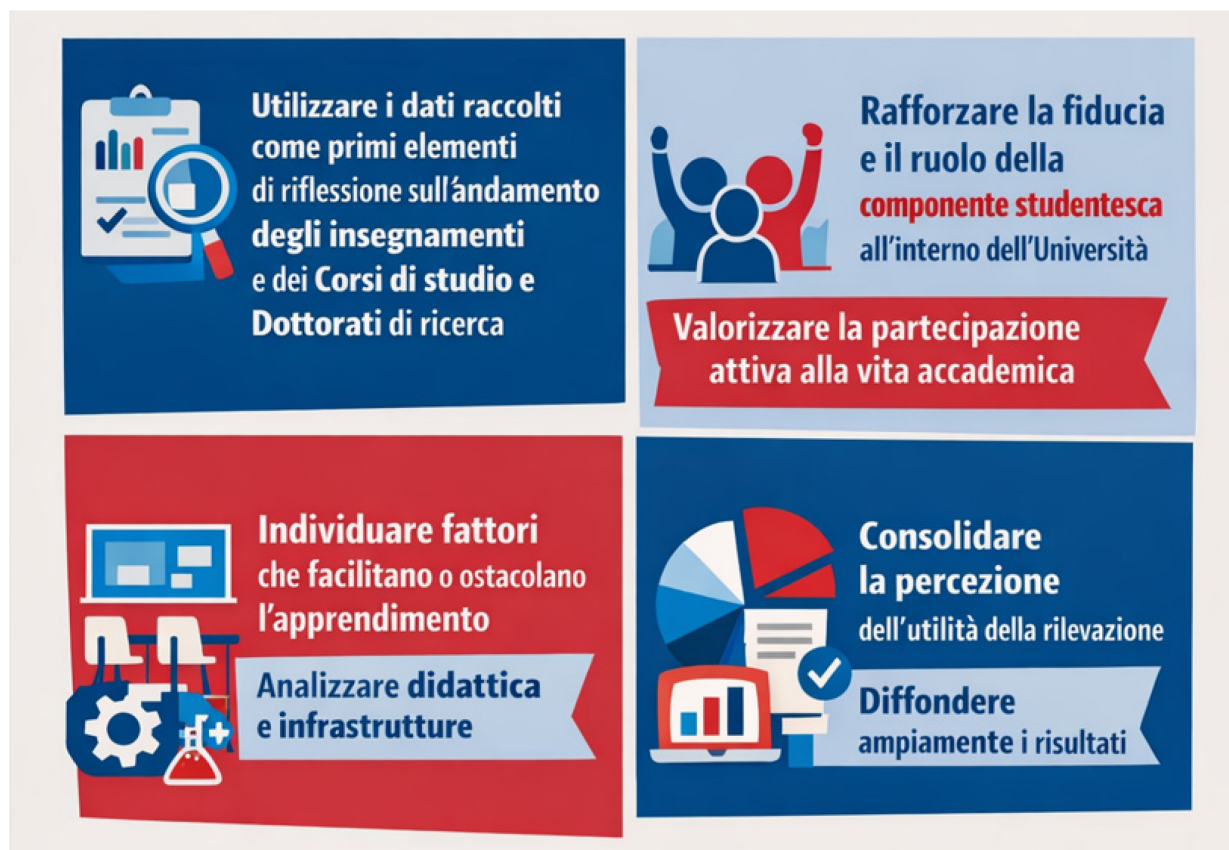 Utilizzare i dati raccolti
come primi elementi
di riflessione sull'andamento
degli insegnamenti
e dei Corsi di studio e
Dottorati di ricerca
Rafforzare la fiducia
e il ruolo della
componente studentesca
all'interno dell'Università
Valorizzare la partecipazione
attiva alla vita accademica
Individuare fattori
che facilitano o ostacolano
l'apprendimento
Analizzare didattica
e infrastrutture
Consolidare
la percezione
dell'utilità della rilevazione
Diffondere
ampiamente i risultati